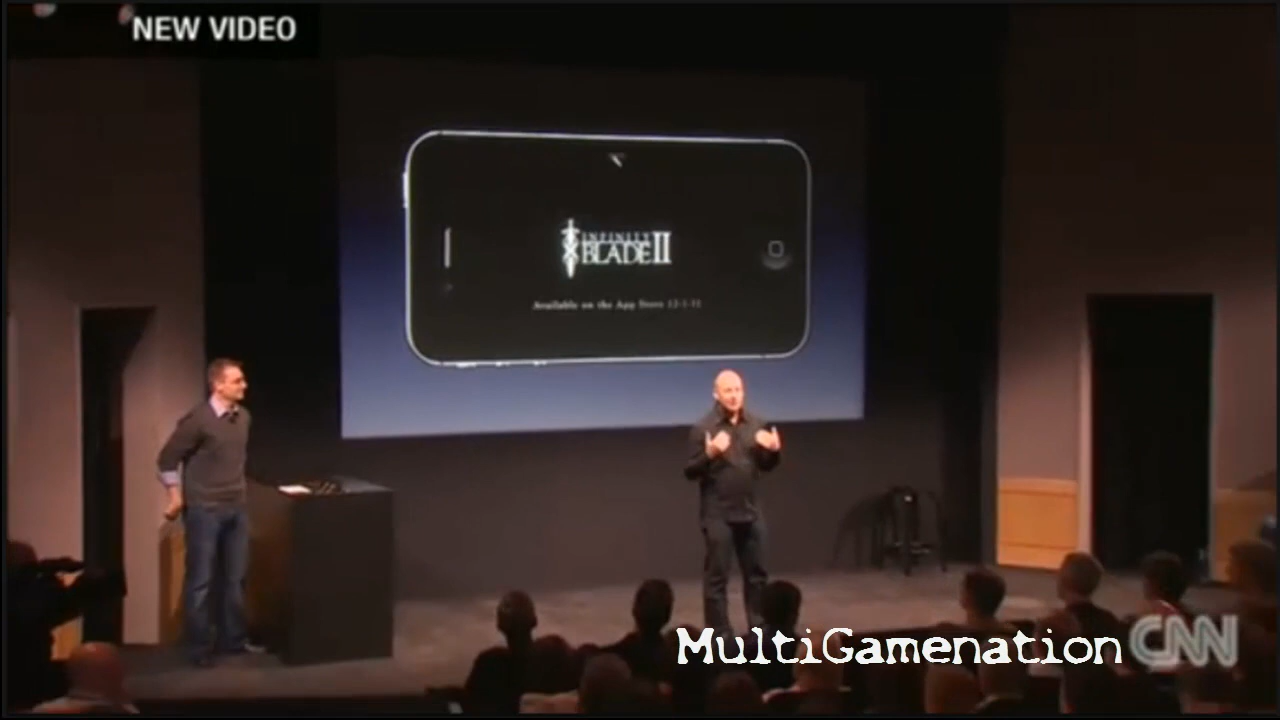 NEW VIDEO
INFINITY
BLADE II
Available on the App Store 12-1-11
MultiGamenation CNN